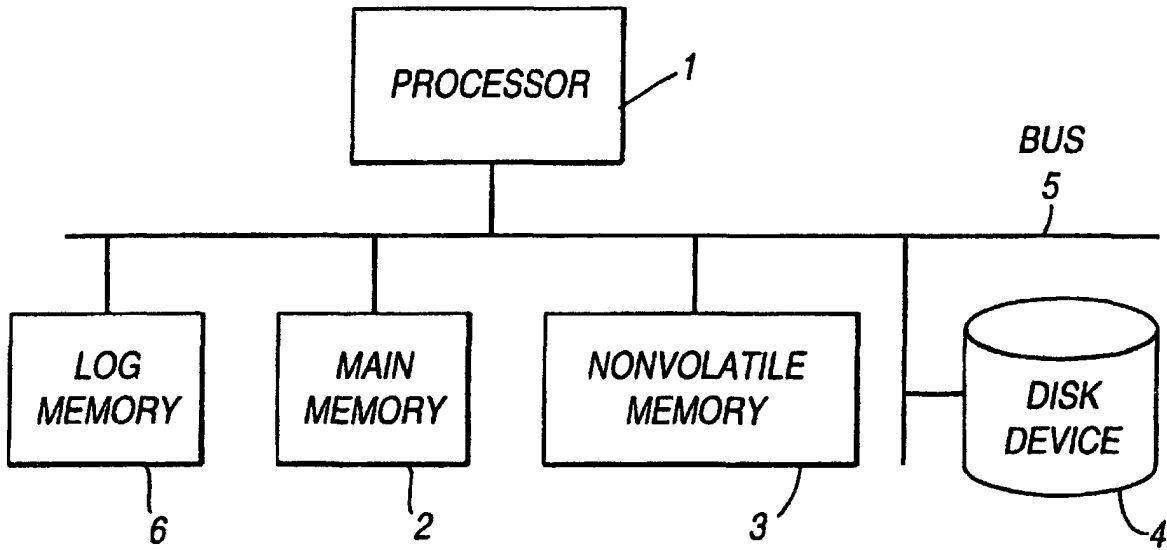 PROCESSOR
1
BUS
5
LOG
MEMORY
MAIN
MEMORY
NONVOLATILE
MEMORY
DISK
DEVICE
6
2
3
4